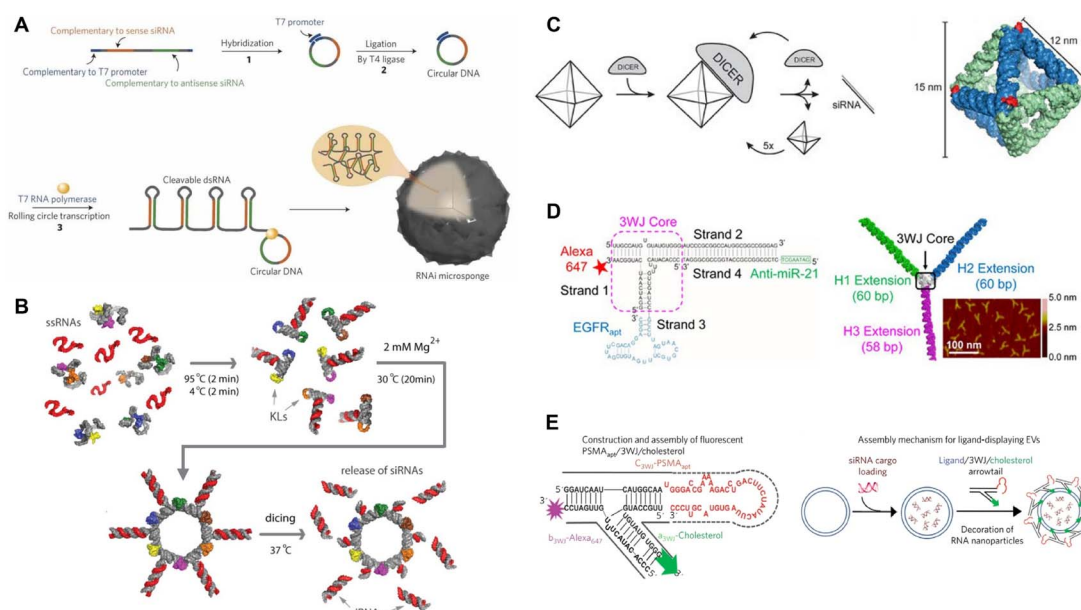 A
Complementary to sense siRNA
Complementary to T7 promoter
Complementary to antisense siRNA
Hybridization
1
T7 promoter
Ligation
By T4 ligase
2
Circular DNA
T7 RNA polymerase
Rolling circle transcription
3
Cleavable dsRNA
Circular DNA
RNAi microsponge
B
ssRNAs
95 °C (2 min)
4 °C (2 min)
KLs
2 mM Mg2+
30 °C (20min)
dicing
37 °C
release of siRNAs
C
DICER
DICER
DICER
siRNA
5x
15 nm
12 nm
D
3WJ Core
Strand 2
Alexa
647
Strand 4
Anti-miR-21
Strand 1
Strand 3
EGFRapt
3WJ Core
H1 Extension
(60 bp)
H2 Extension
(60 bp)
H3 Extension
(58 bp)
100 nm
5.0 nm
2.5 nm
0.0 nm
E
Construction and assembly of fluorescent
PSMAapt/3WJ/cholesterol
C3WJ-PSMAapt
5′ GGAUCAAU CAUGGCAA
3′ CCUAGUUG GUACCGUU
b3WJ-Alexa647
a3WJ-Cholesterol
Assembly mechanism for ligand-displaying EVs
siRNA cargo
loading
Ligand/3WJ/cholesterol
arrowtail
Decoration of
RNA nanoparticles